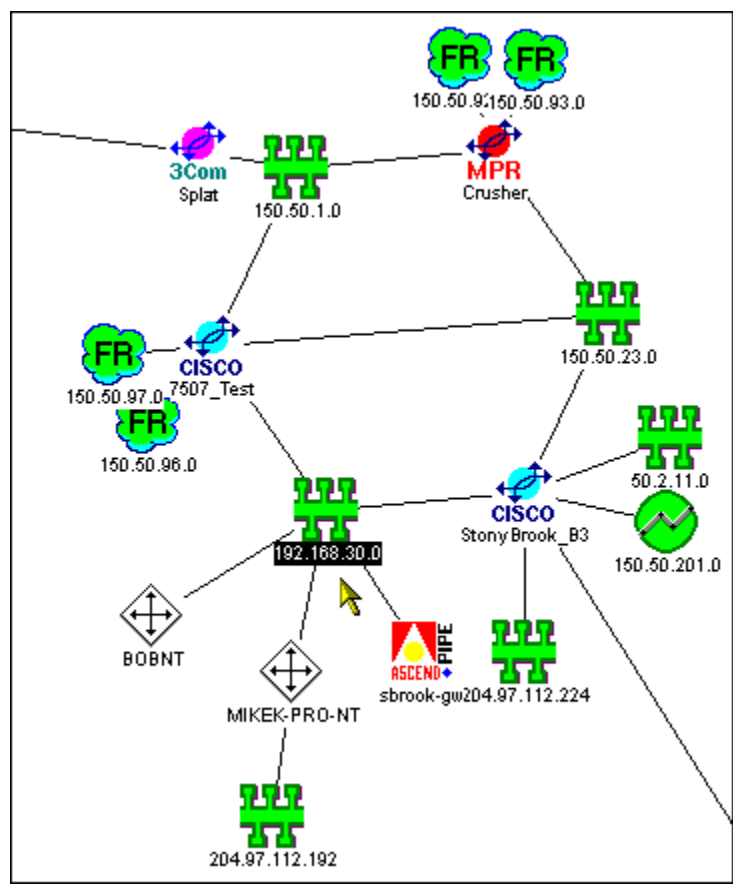 FR
FR
150.50.93.0
3Com
Splat
MPR
Crusher
150.50.1.0
FR
CISCO
7507_Test
150.50.23.0
150.50.97.0
FR
150.50.96.0
50.2.11.0
CISCO
Stony Brook_B3
192.168.30.0
150.50.201.0
BOBNT
ASCEND
PIPE
sbrook-gw
204.97.112.224
MIKEK-PRO-NT
204.97.112.192